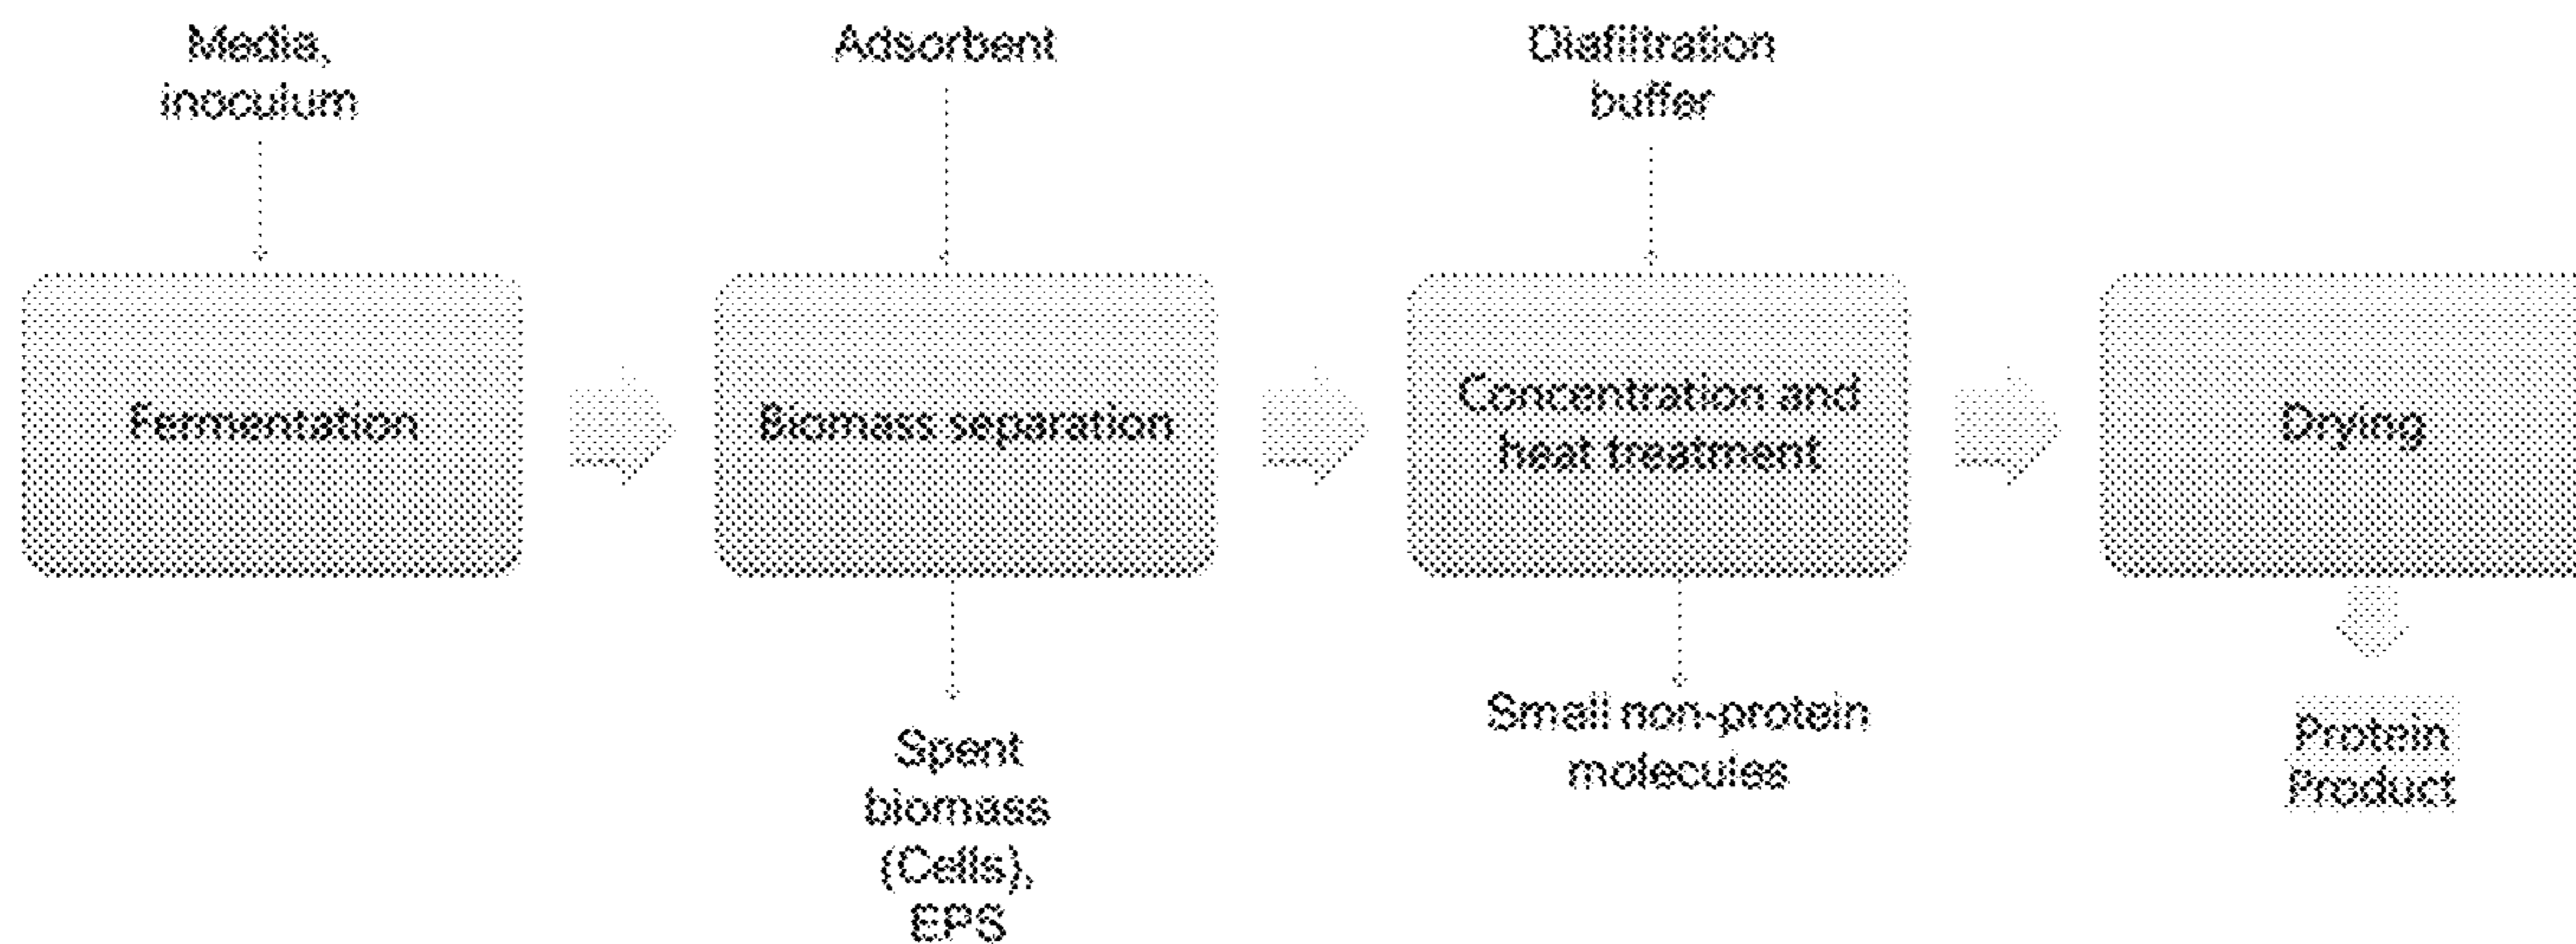 Media,
inoculum
Adsorbent
Diafiltration
buffer
Fermentation
Biomass separation
Concentration and
heat treatment
Drying
Spent
biomass
(Cells),
EPS
Small non-protein
molecules
Protein
Product